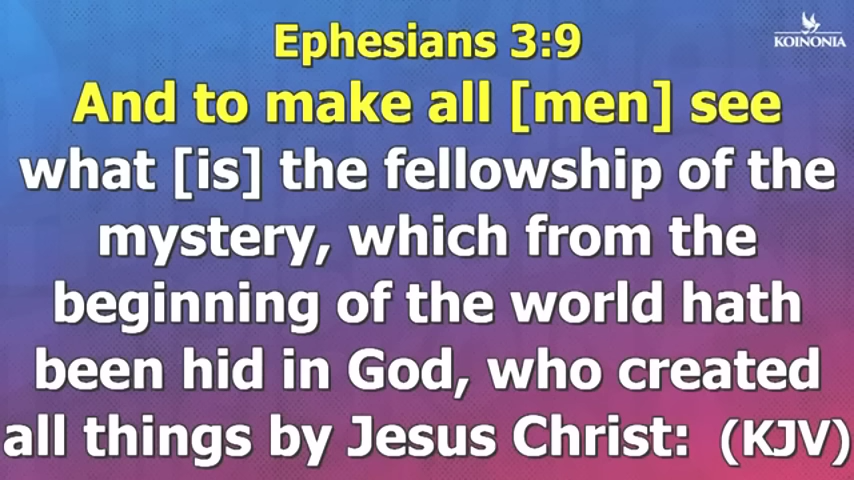 Ephesians 3:9
KOINONIA
And to make all [men] see
what [is] the fellowship of the
mystery, which from the
beginning of the world hath
been hid in God, who created
all things by Jesus Christ: (KJV)